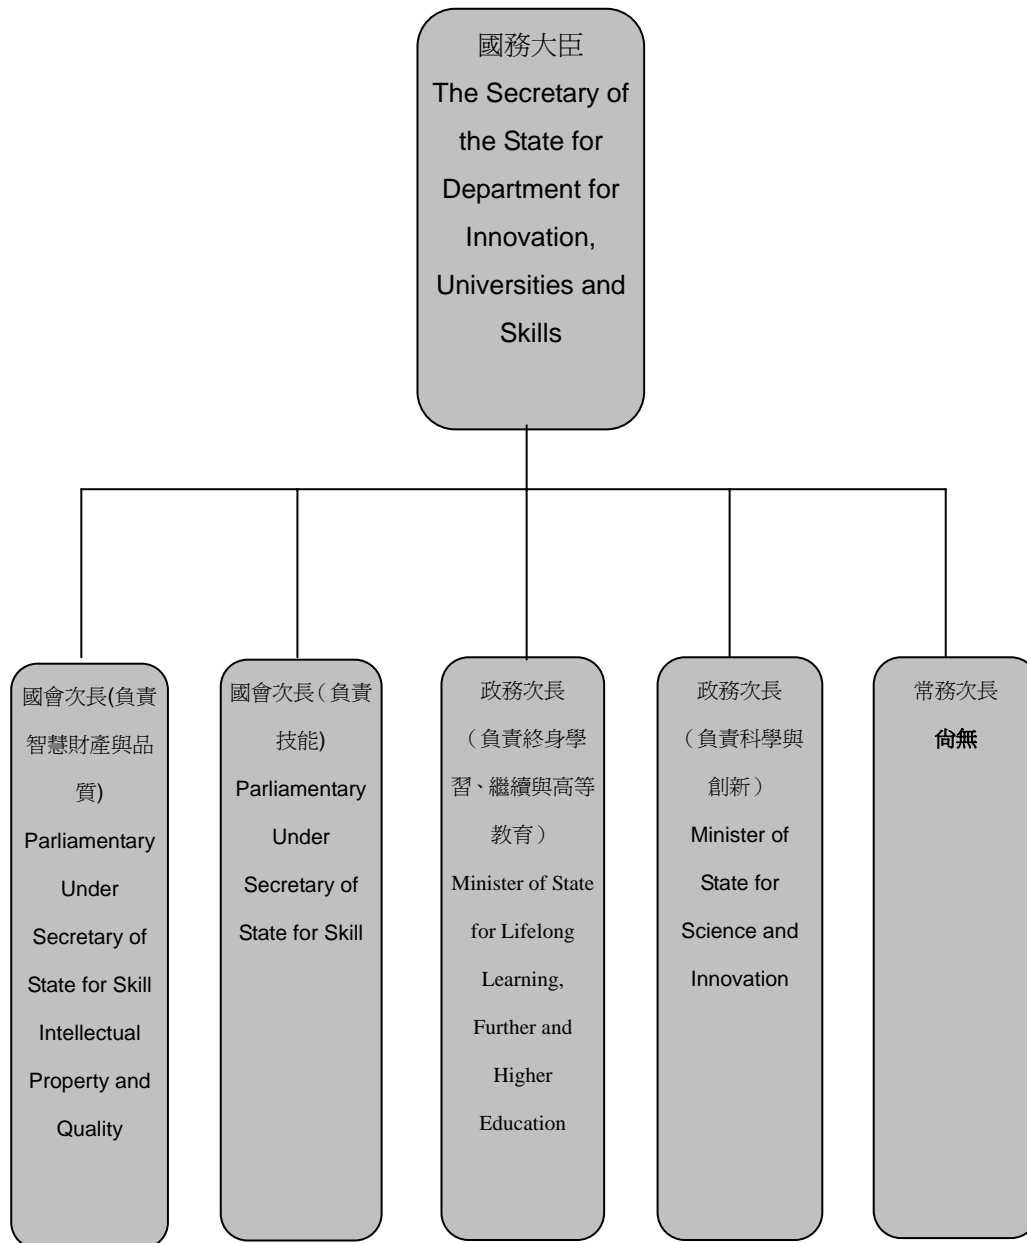 國務大臣
The Secretary of
the State for
Department for
Innovation,
Universities and
Skills
國會次長(負責
智慧財產與品
質)
Parliamentary
Under
Secretary of
State for Skill
Intellectual
Property and
Quality
國會次長（負責
技能)
Parliamentary
Under
Secretary of
State for Skill
政務次長
（負責終身學
習、繼續與高等
教育）
Minister of State
for Lifelong
Learning,
Further and
Higher
Education
政務次長
（負責科學與
創新）
Minister of
State for
Science and
Innovation
常務次長
尚無